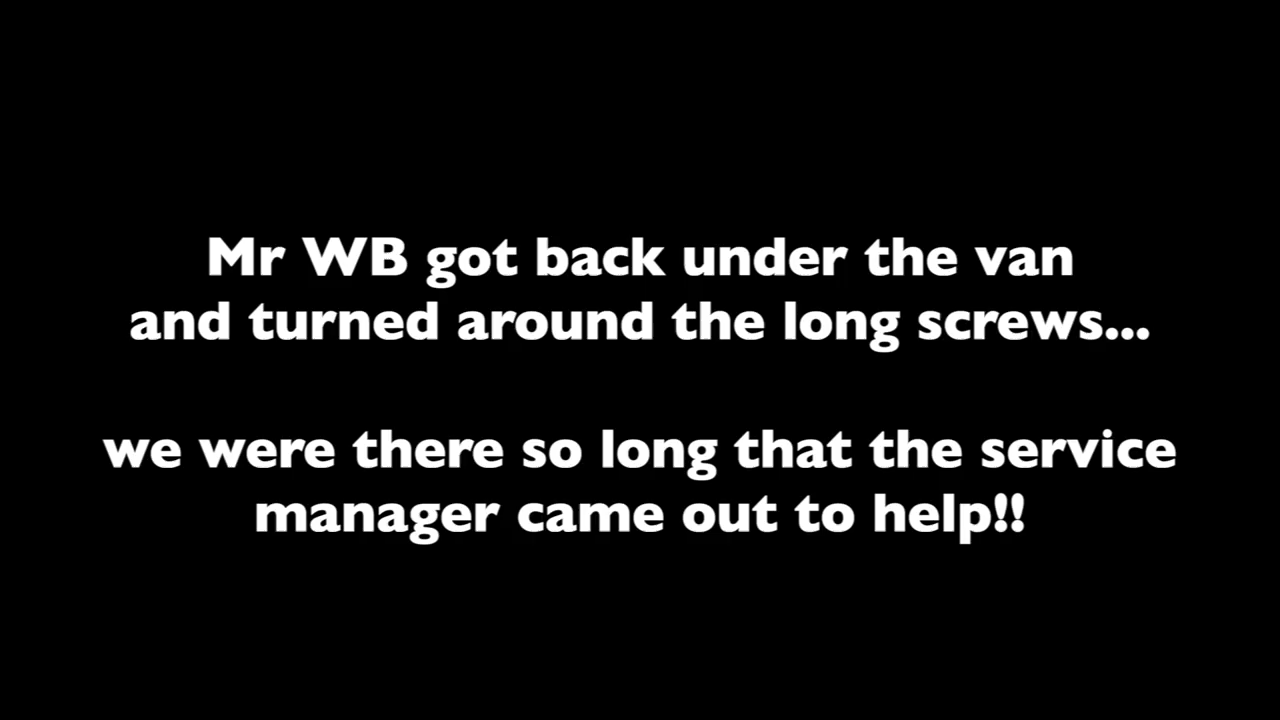 Mr WB got back under the van
and turned around the long screws...
we were there so long that the service
manager came out to help!!